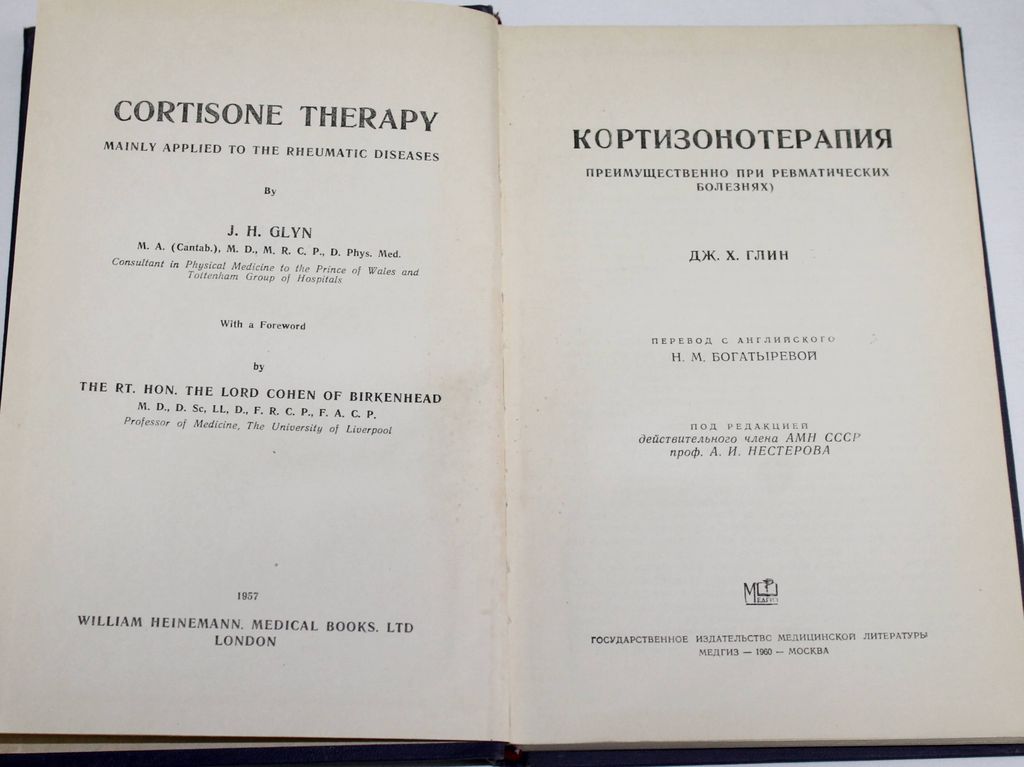 CORTISONE THERAPY
MAINLY APPLIED TO THE RHEUMATIC DISEASES
By
J. H. GLYN
M. A. (Cantab.), M. D., M. R. C. P., D. Phys. Med.
Consultant in Physical Medicine to the Prince of Wales and
Tottenham Group of Hospitals
With a Foreword
by
THE RT. HON. THE LORD COHEN OF BIRKENHEAD
M. D., D. Sc, LL, D., F. R. C. P., F. A. C. P.
Professor of Medicine, The University of Liverpool
1957
WILLIAM HEINEMANN. MEDICAL BOOKS. LTD
LONDON
КОРТИЗОНОТЕРАПИЯ
ПРЕИМУЩЕСТВЕННО ПРИ РЕВМАТИЧЕСКИХ
БОЛЕЗНЯХ)
ДЖ. Х. ГЛИН
ПЕРЕВОД С АНГЛИЙСКОГО
Н. М. БОГАТЫРЕВОЙ
ПОД РЕДАКЦИЕЙ
действительного члена АМН СССР
проф. А. И. НЕСТЕРОВА
МЕДГИЗ
ГОСУДАРСТВЕННОЕ ИЗДАТЕЛЬСТВО МЕДИЦИНСКОЙ ЛИТЕРАТУРЫ
МЕДГИЗ — 1960 — МОСКВА